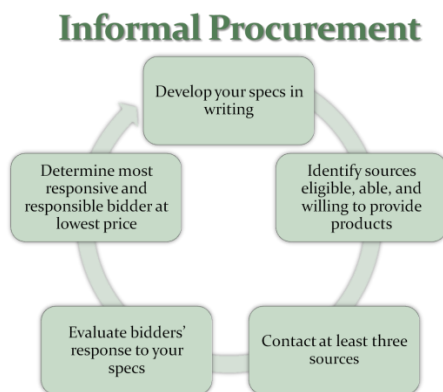 Informal Procurement
Develop your specs in
writing
Identify sources
eligible, able, and
willing to provide
products
Contact at least three
sources
Evaluate bidders'
response to your
specs
Determine most
responsive and
responsible bidder at
lowest price